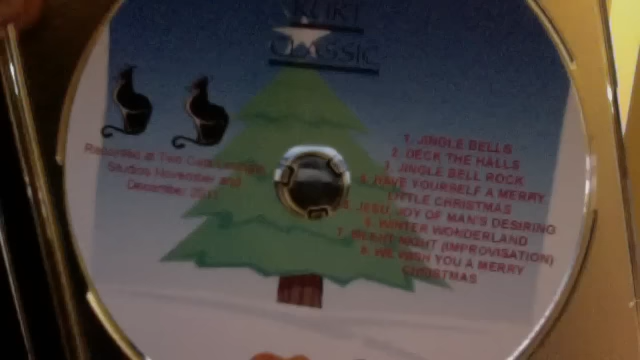 KURT
CLASSIC
Recorded at Two Cats
Studios November and
December 2011
1. JINGLE BELLS
2. DECK THE HALLS
3. JINGLE BELL ROCK
4. HAVE YOURSELF A MERRY
LITTLE CHRISTMAS
JESU, JOY OF MAN'S DESIRING
WINTER WONDERLAND
7. SILENT NIGHT (IMPROVISATION)
8. WE WISH YOU A MERRY
CHRISTMAS